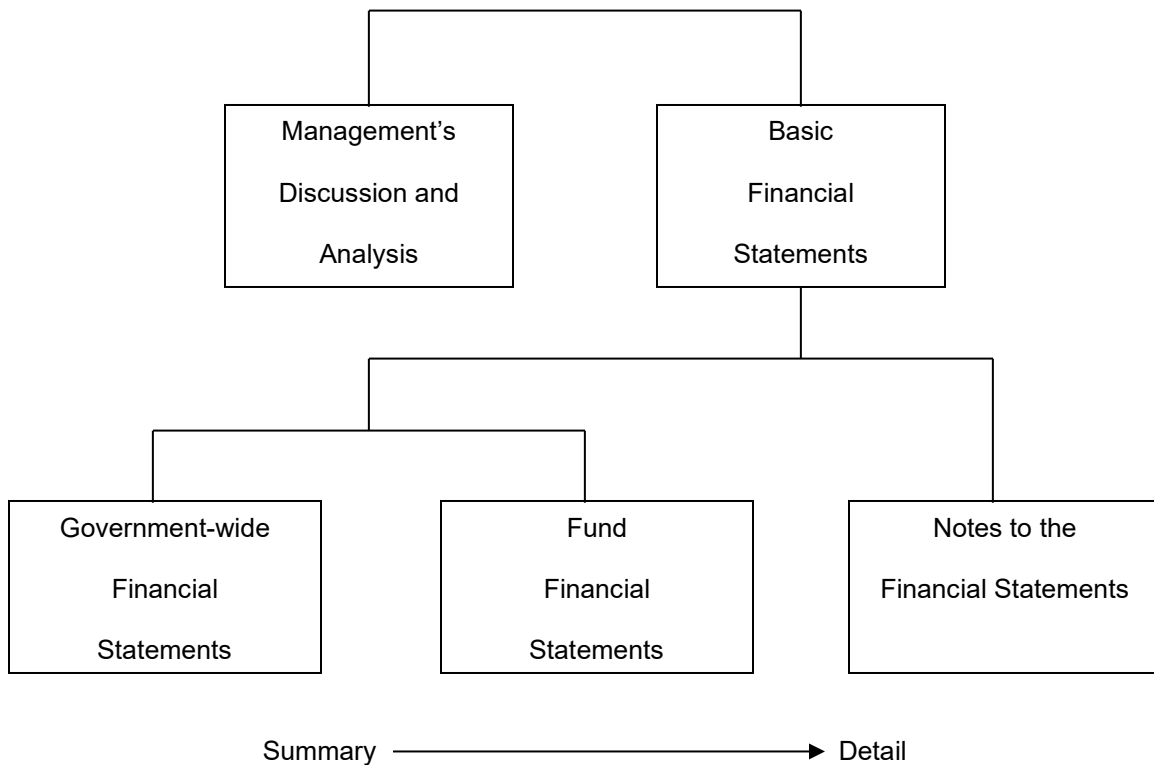 Management’s
Discussion and
Analysis
Basic
Financial
Statements
Government-wide
Financial
Statements
Fund
Financial
Statements
Notes to the
Financial Statements
Summary
Detail